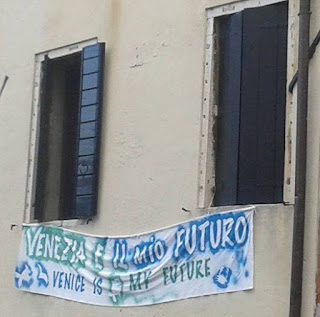 VENEZIA È IL MIO FUTURO
VENICE IS MY FUTURE